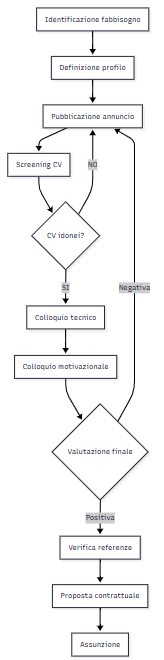 Identificazione fabbisogno
Definizione profilo
Pubblicazione annuncio
Screening CV
NO
CV idonei?
SI
Negativa
Colloquio tecnico
Colloquio motivazionale
Valutazione finale
Positiva
Verifica referenze
Proposta contrattuale
Assunzione